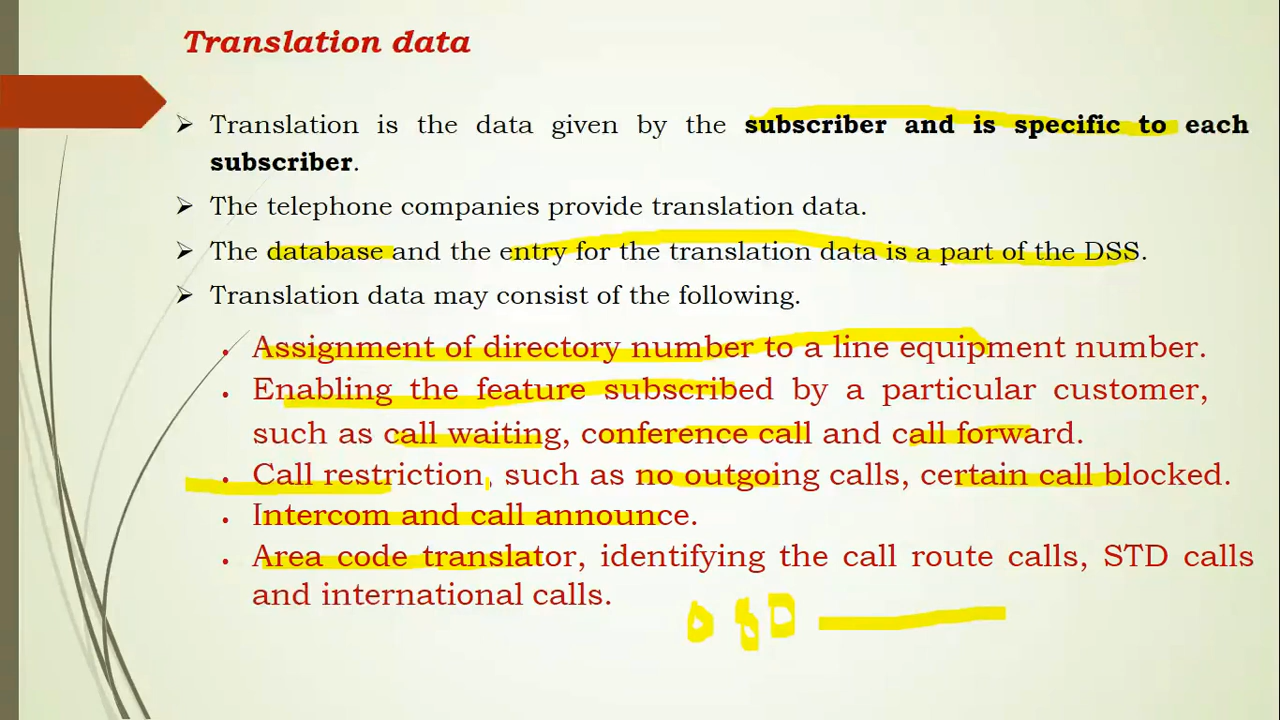 Translation data
Translation is the data given by the subscriber and is specific to each
subscriber.
The telephone companies provide translation data.
The database and the entry for the translation data is a part of the DSS.
Translation data may consist of the following.
Assignment of directory number to a line equipment number.
Enabling the feature subscribed by a particular customer,
such as call waiting, conference call and call forward.
Call restriction, such as no outgoing calls, certain call blocked.
Intercom and call announce.
Area code translator, identifying the call route calls, STD calls
and international calls.